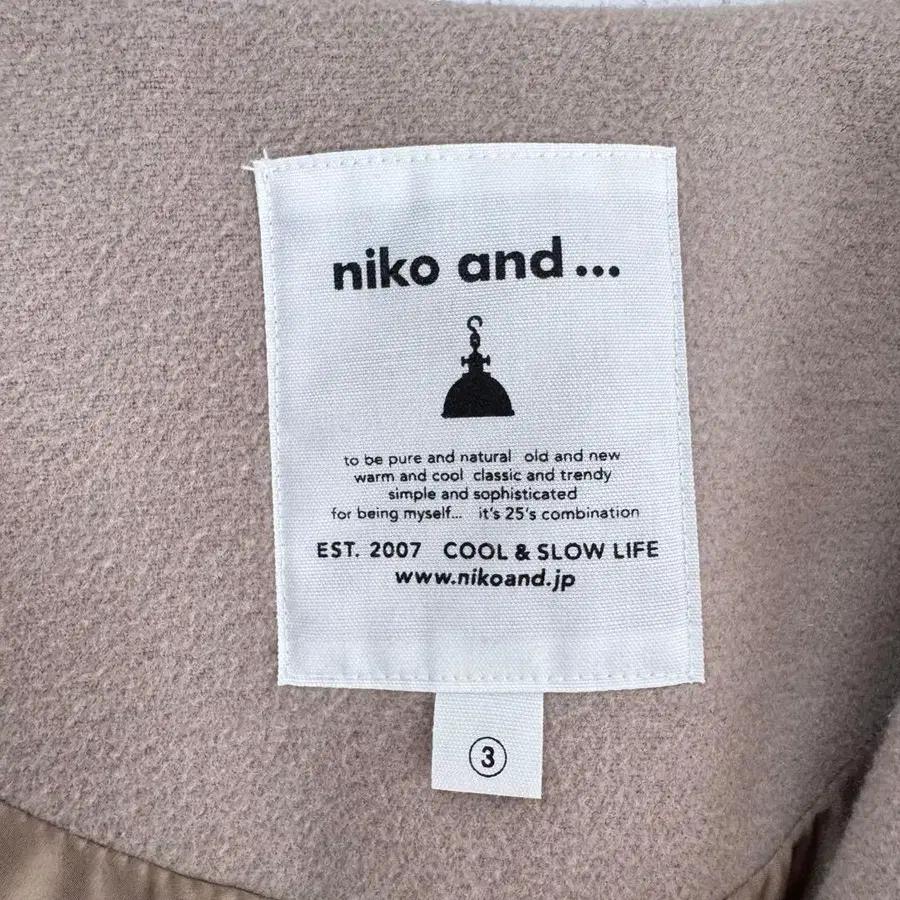 niko and...
to be pure and natural old and new
warm and cool classic and trendy
simple and sophisticated
for being myself... it's 25's combination
EST. 2007 COOL & SLOW LIFE
www.nikoand.jp
3